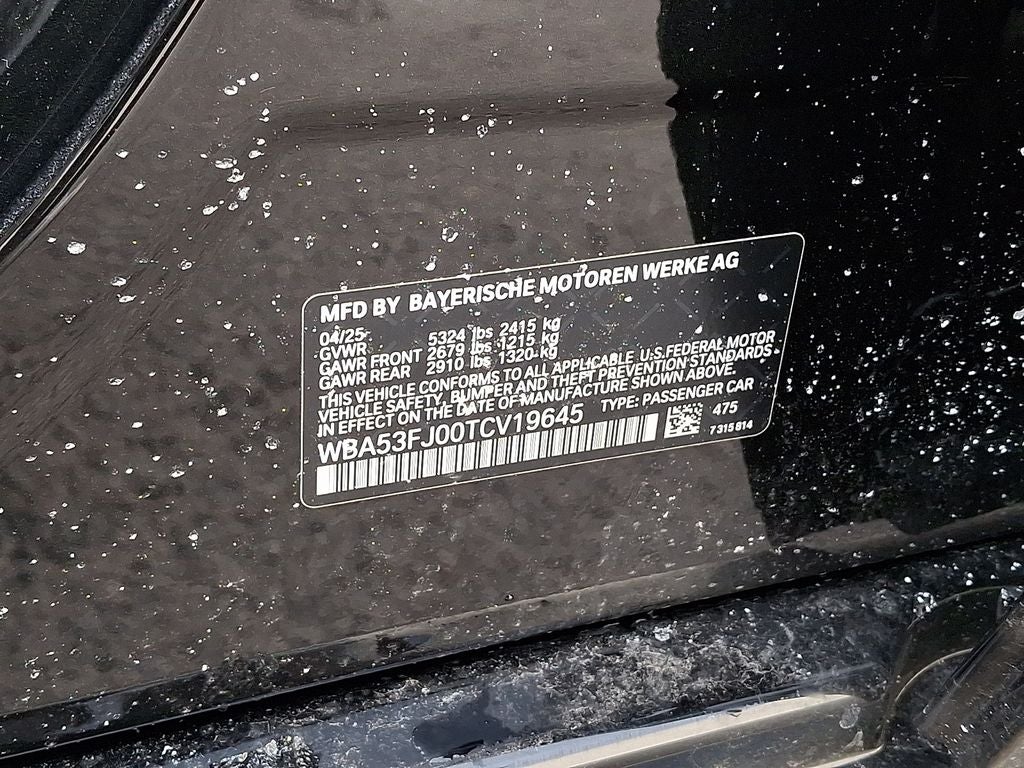 MFD BY BAYERISCHE MOTOREN WERKE AG
04/25
GVWR 5324 lbs 2415 kg
GAWR FRONT 2679 lbs 1215 kg
GAWR REAR 2910 lbs 1320 kg
THIS VEHICLE CONFORMS TO ALL APPLICABLE U.S. FEDERAL MOTOR
VEHICLE SAFETY, BUMPER AND THEFT PREVENTION STANDARDS
IN EFFECT ON THE DATE OF MANUFACTURE SHOWN ABOVE.
WBA53FJ00TCV19645 TYPE: PASSENGER CAR
475
7315814